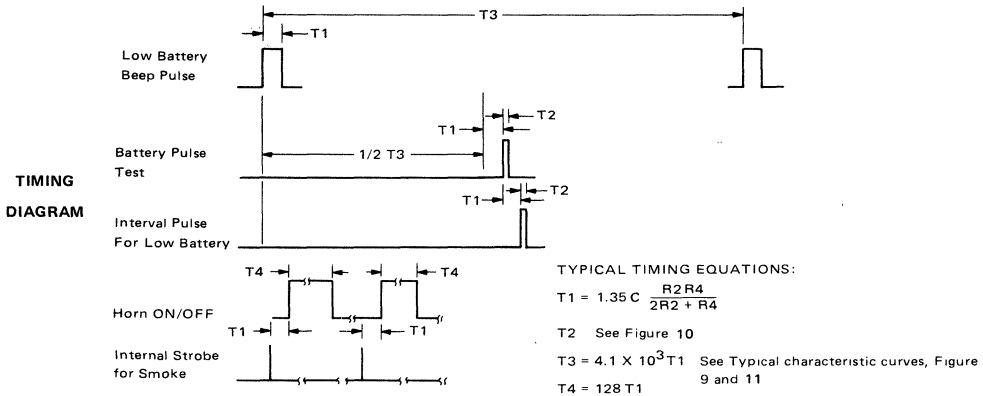 T3
T1
Low Battery
Beep Pulse
T2
T1
Battery Pulse
Test
1/2 T3
TIMING
DIAGRAM
T2
T1
Interval Pulse
For Low Battery
T4
T4
Horn ON/OFF
T1
T1
Internal Strobe
for Smoke
TYPICAL TIMING EQUATIONS:
T1 = 1.35 C R2 R4 / 2R2 + R4
T2 See Figure 10
T3 = 4.1 X 10³ T1 See Typical characteristic curves, Figure
9 and 11
T4 = 128 T1